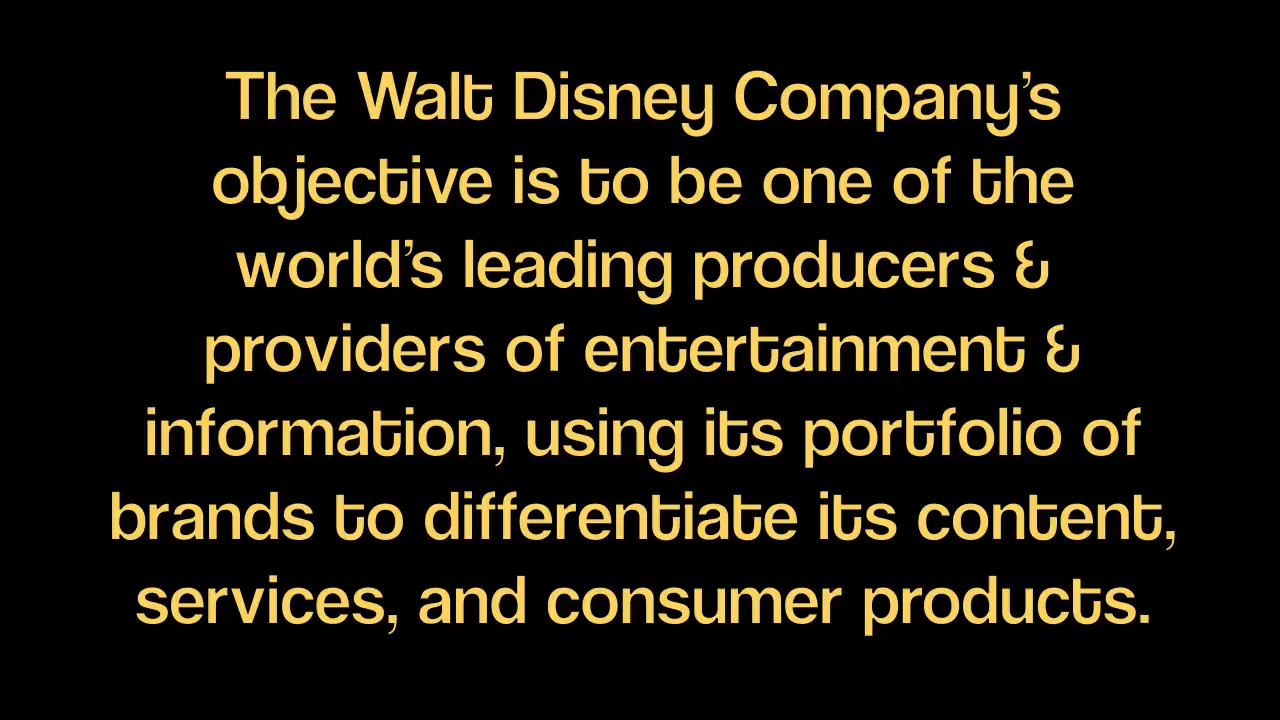 The Walt Disney Company’s
objective is to be one of the
world’s leading producers &
providers of entertainment &
information, using its portfolio of
brands to differentiate its content,
services, and consumer products.